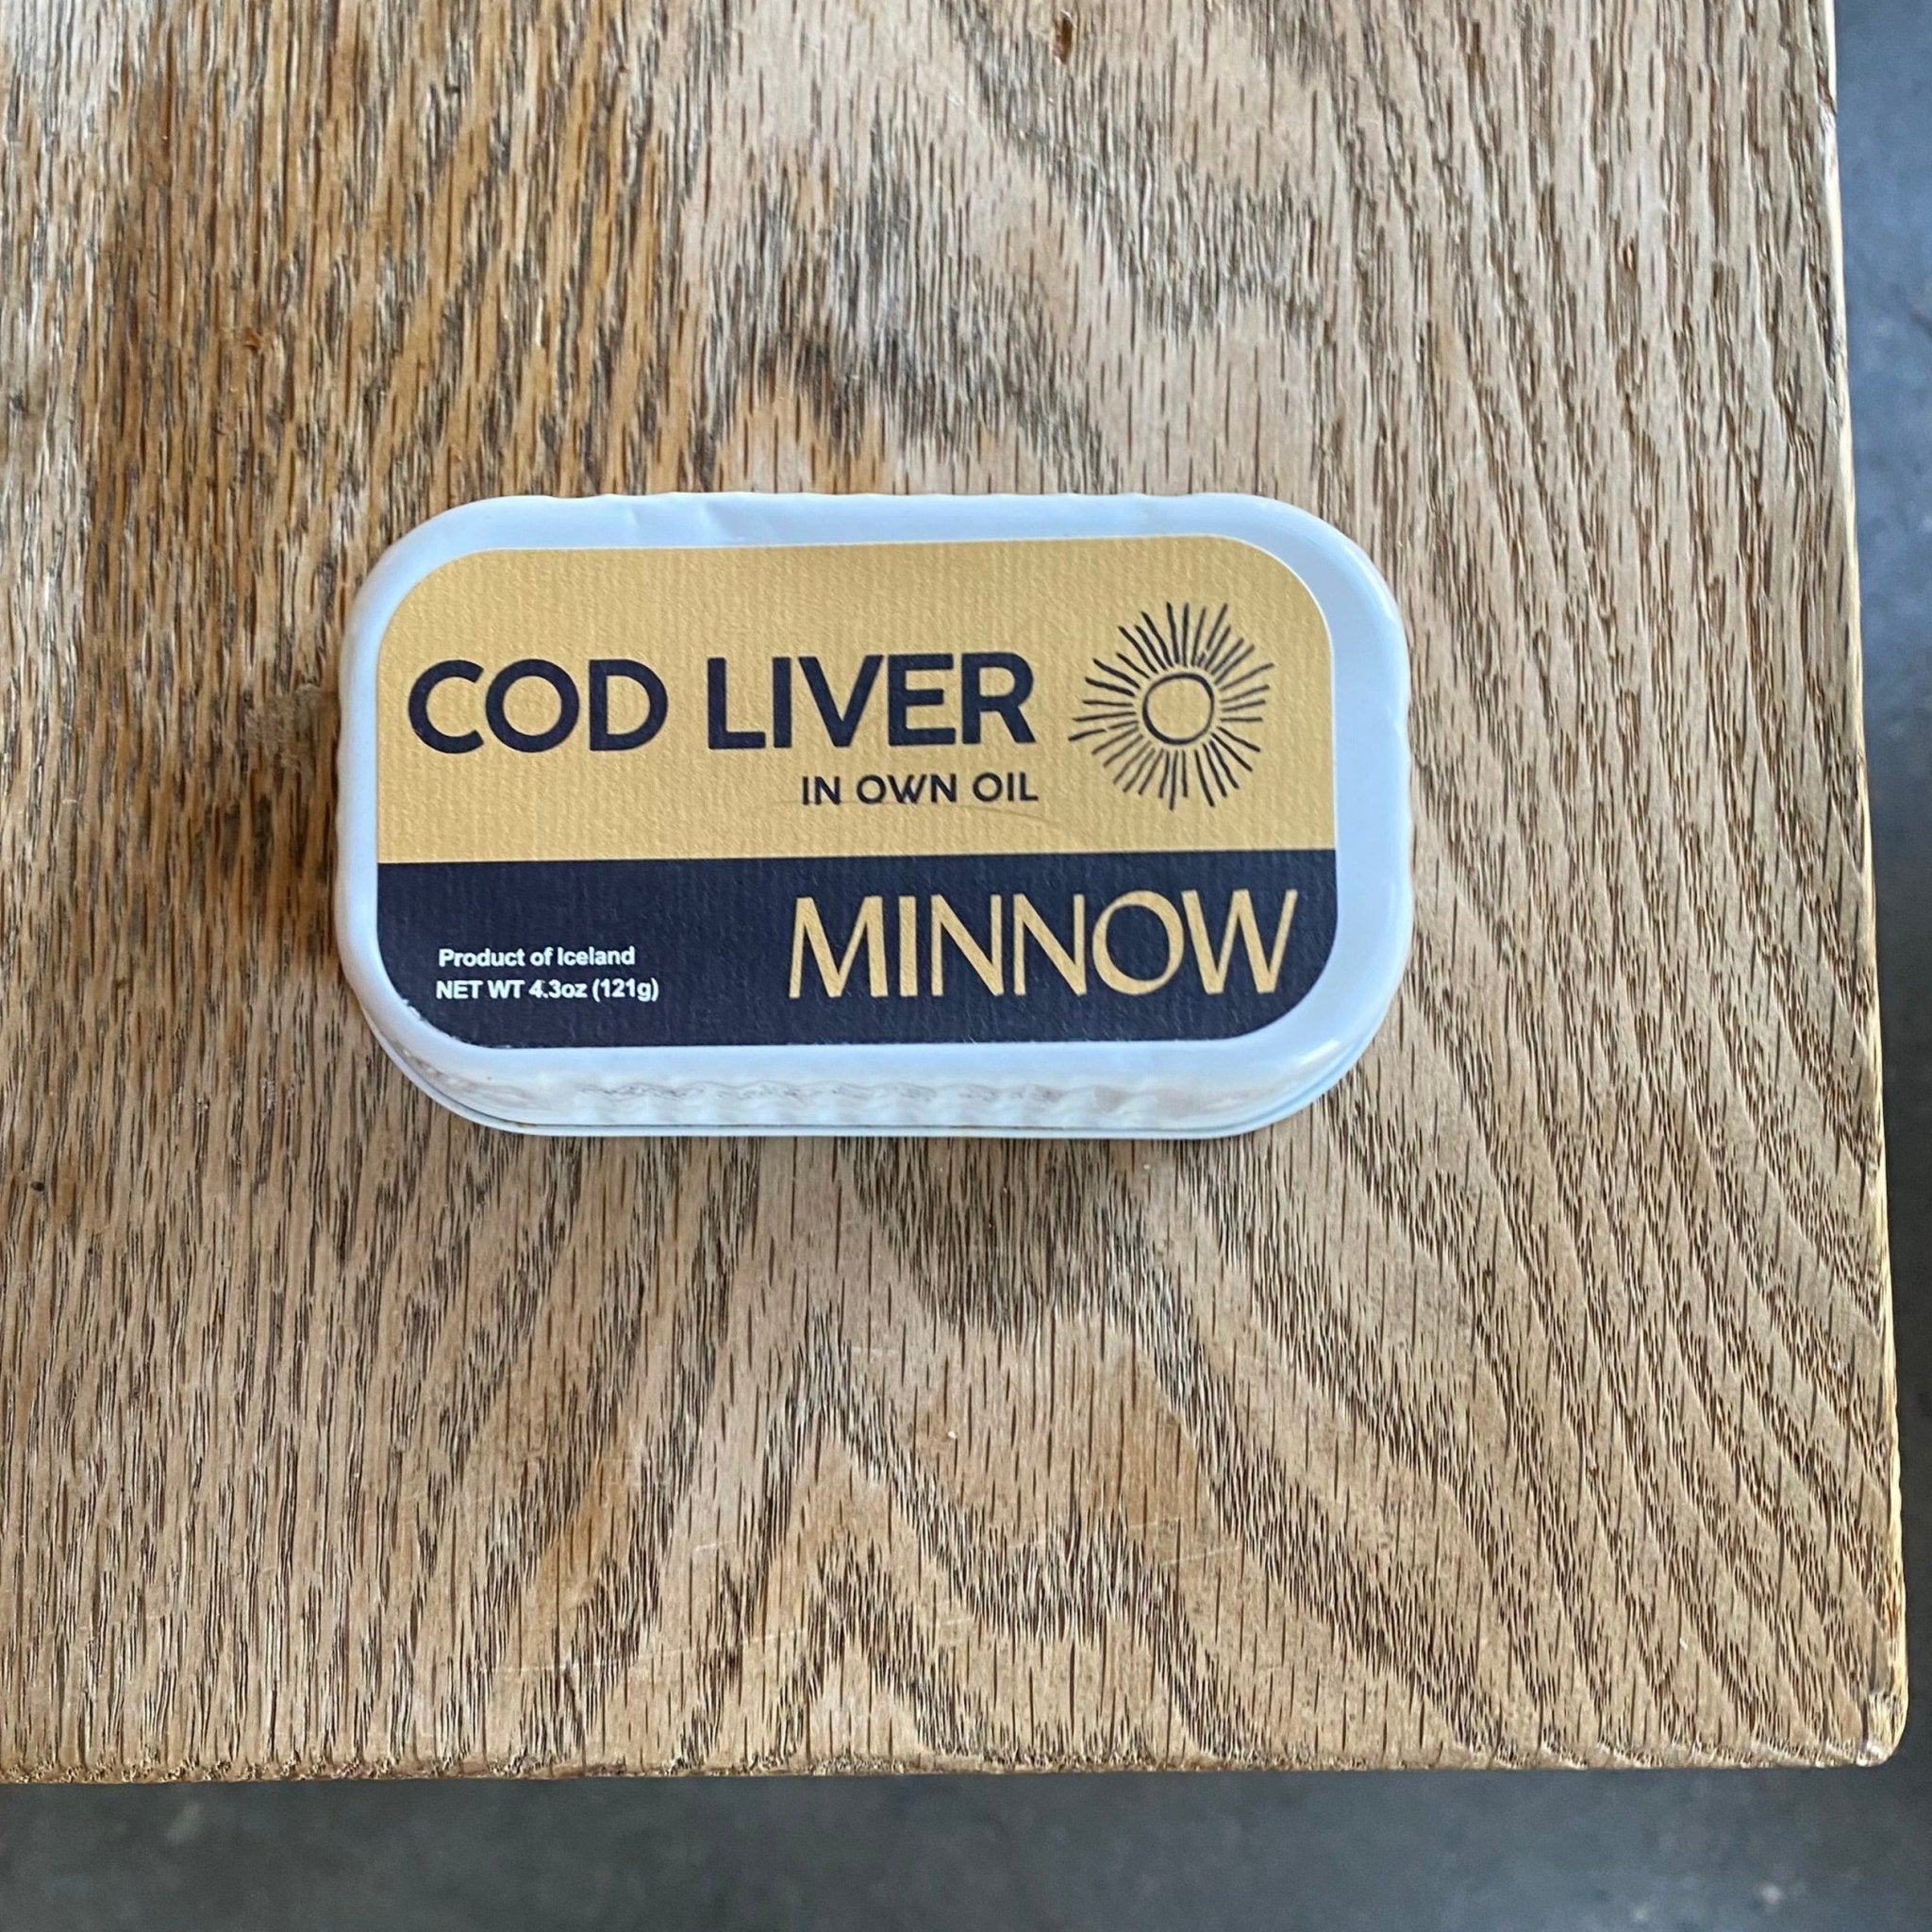 COD LIVER
IN OWN OIL
MINNOW
Product of Iceland
NET WT 4.3oz (121g)